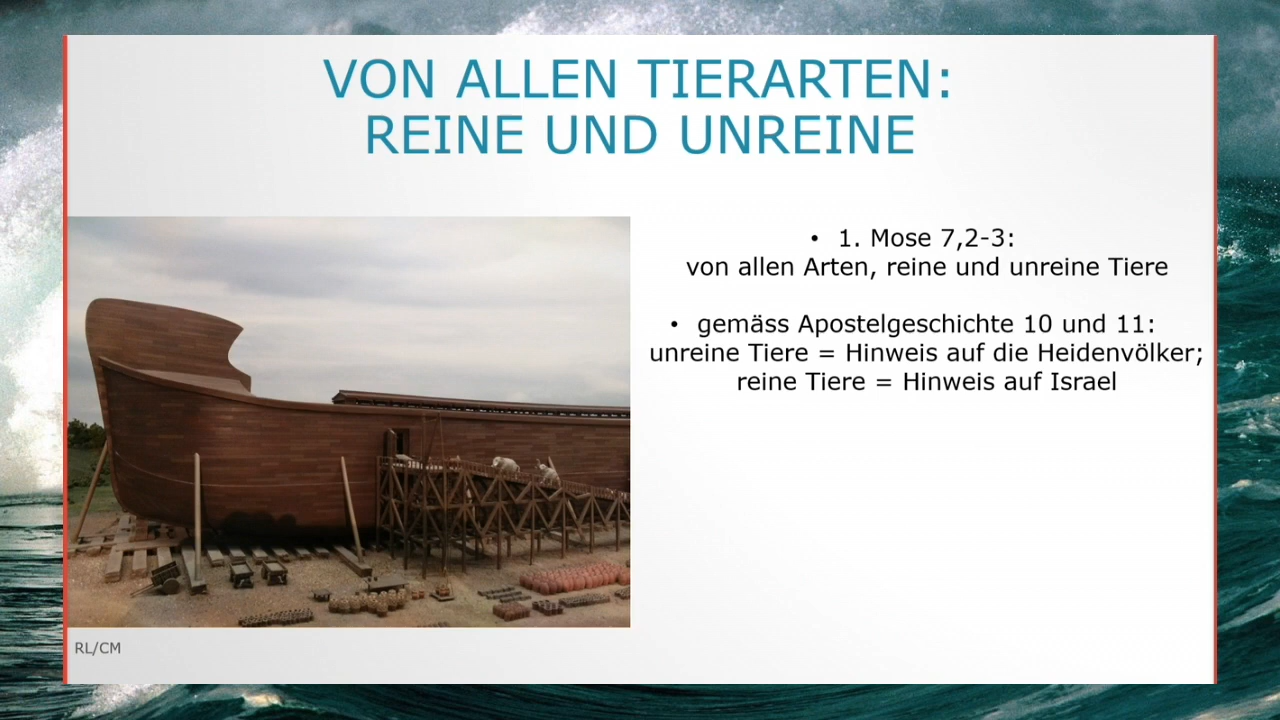 VON ALLEN TIERARTEN:
REINE UND UNREINE
• 1. Mose 7,2-3:
von allen Arten, reine und unreine Tiere
• gemäss Apostelgeschichte 10 und 11:
unreine Tiere = Hinweis auf die Heidenvölker;
reine Tiere = Hinweis auf Israel
RL/CM